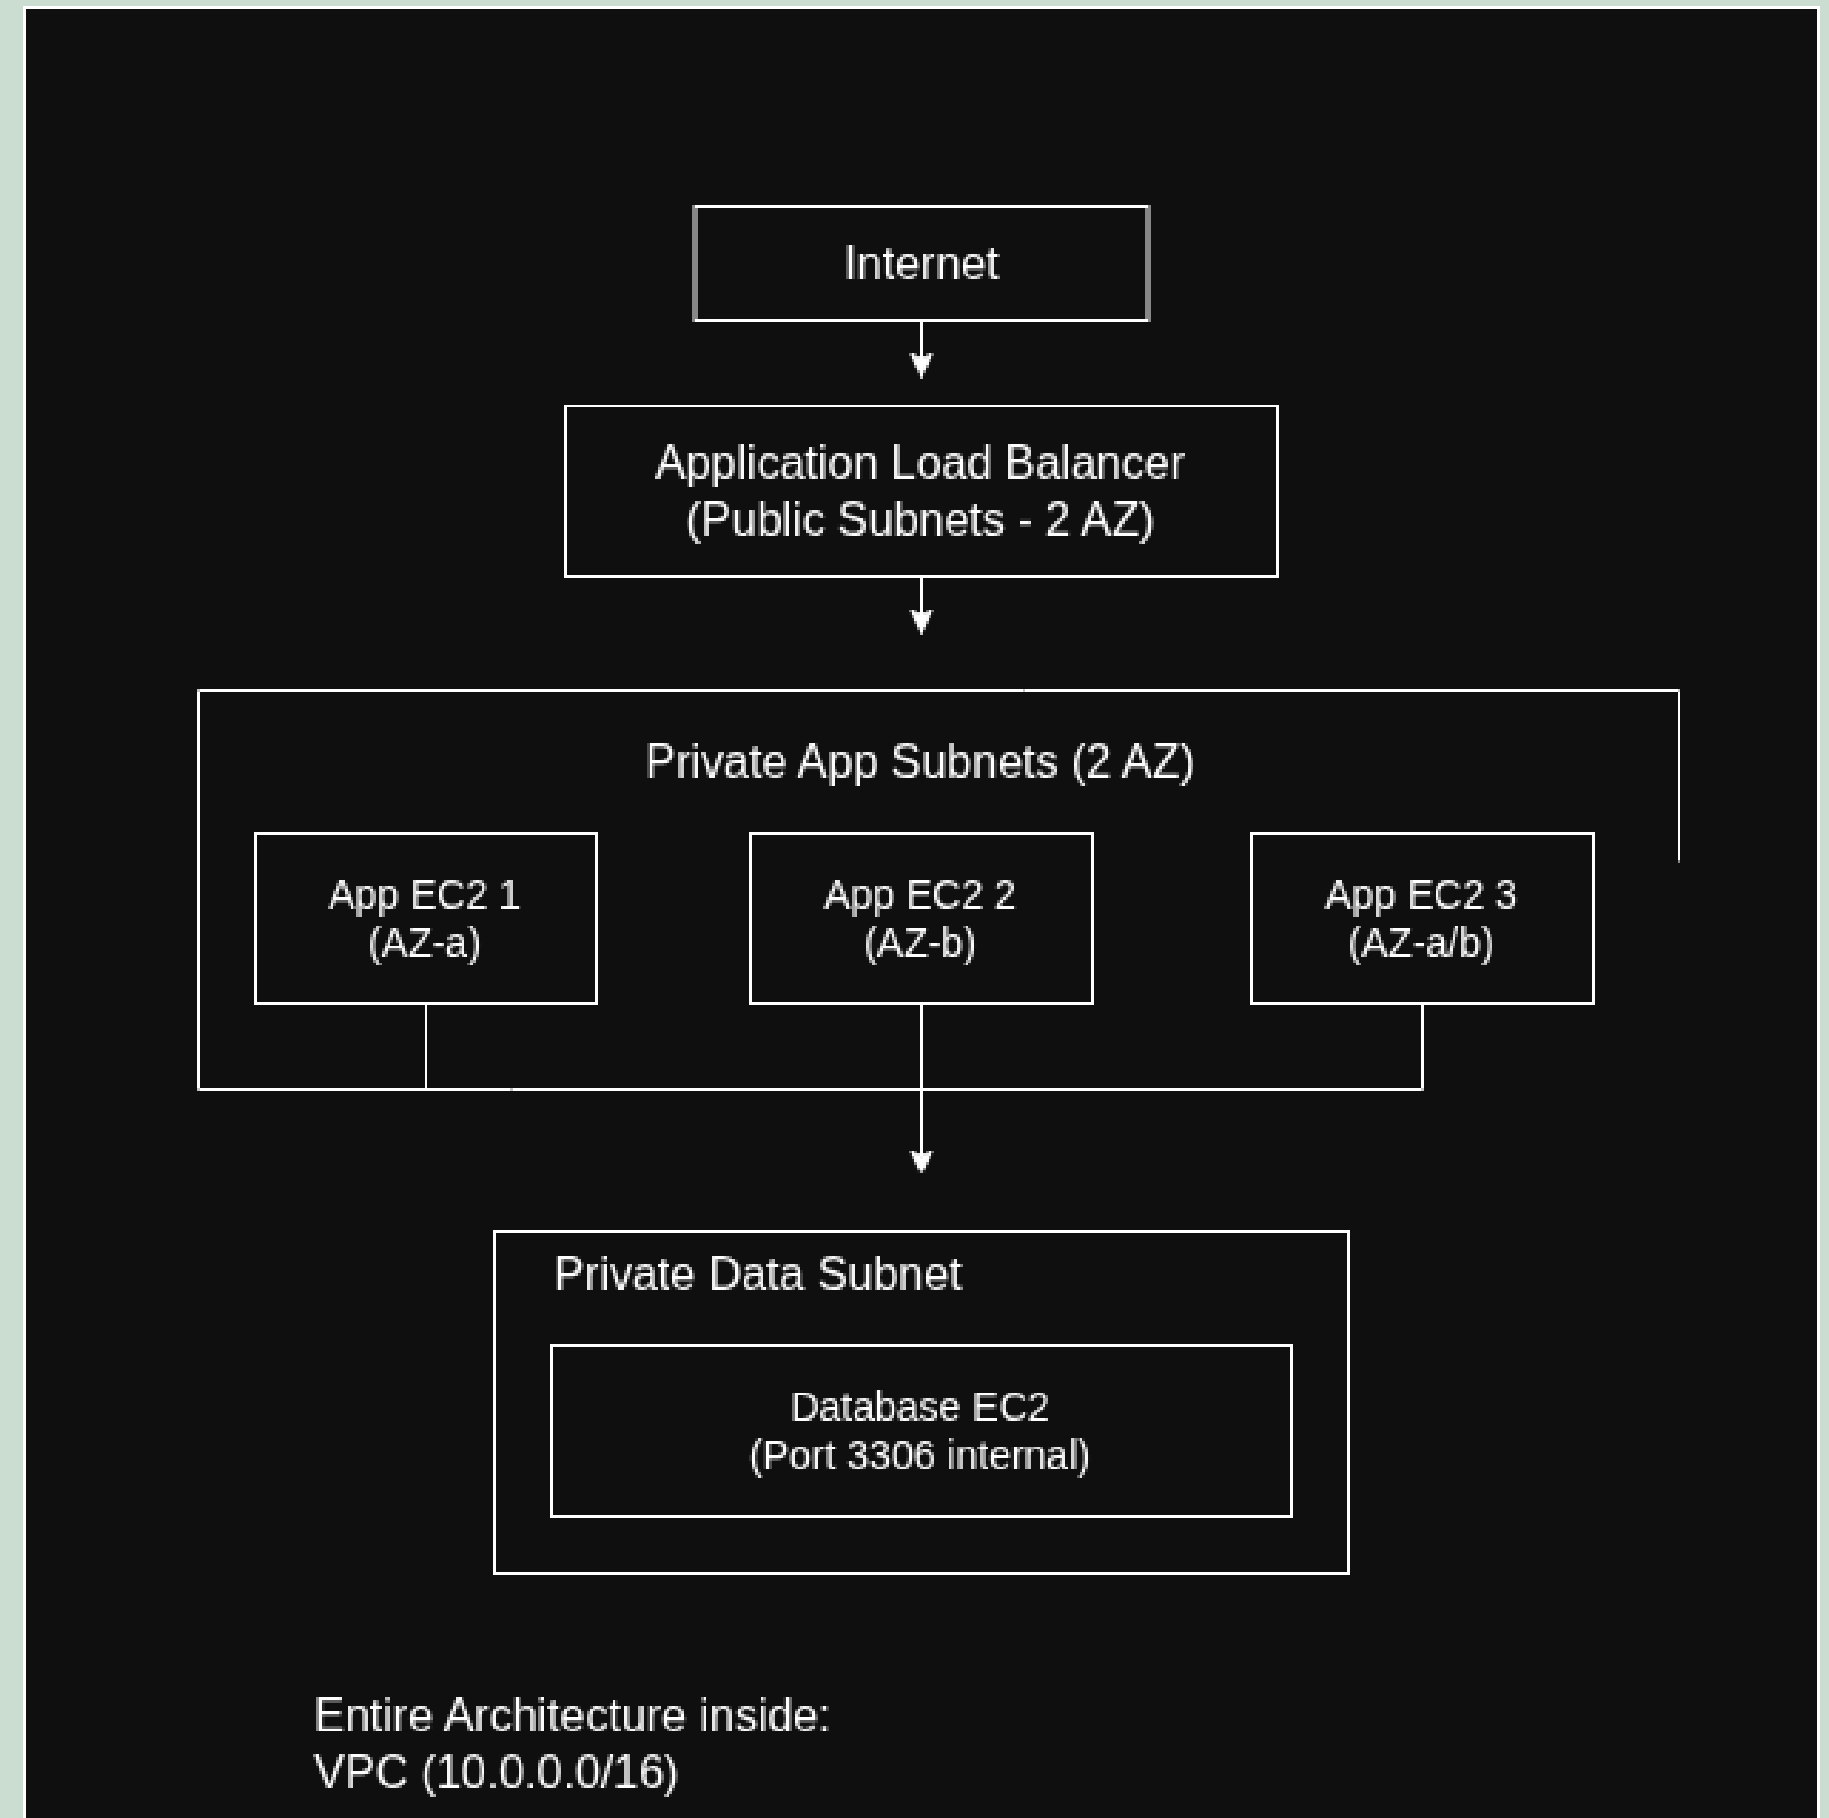 Internet
Application Load Balancer
(Public Subnets - 2 AZ)
Private App Subnets (2 AZ)
App EC2 1
(AZ-a)
App EC2 2
(AZ-b)
App EC2 3
(AZ-a/b)
Private Data Subnet
Database EC2
(Port 3306 internal)
Entire Architecture inside:
VPC (10.0.0.0/16)